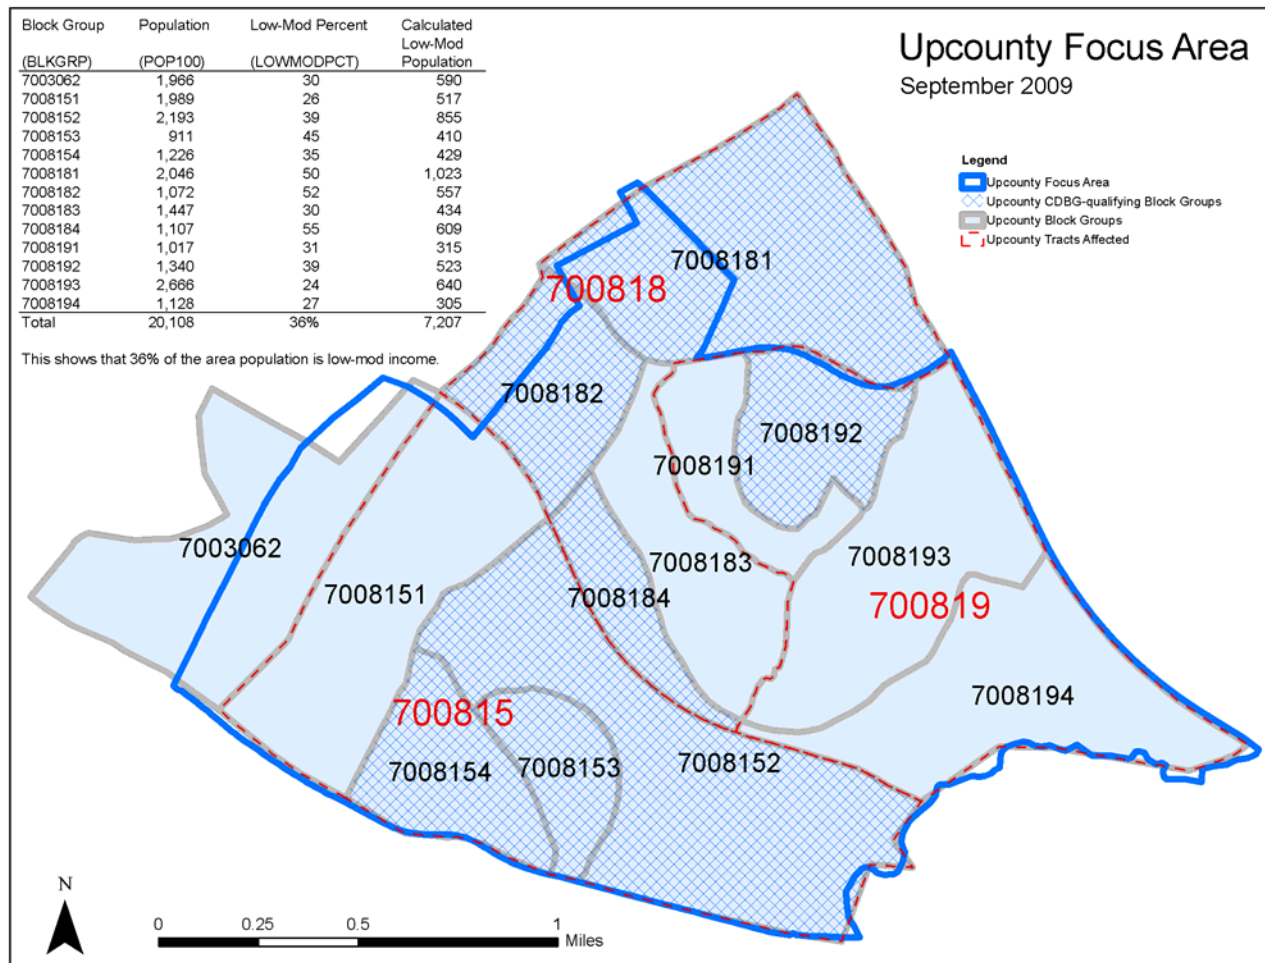 Block Group Population Low-Mod Percent Calculated
Low-Mod
(BLKGRP) (POP100) (LOWMODPCT) Population
7003062 1,966 30 590
7008151 1,989 26 517
7008152 2,193 39 855
7008153 911 45 410
7008154 1,226 35 429
7008181 2,046 50 1,023
7008182 1,072 52 557
7008183 1,447 30 434
7008184 1,107 55 609
7008191 1,017 31 315
7008192 1,340 39 523
7008193 2,666 24 640
7008194 1,128 27 305
Total 20,108 36% 7,207
This shows that 36% of the area population is low-mod income.
Upcounty Focus Area
September 2009
Legend
Upcounty Focus Area
Upcounty CDBG-qualifying Block Groups
Upcounty Block Groups
Upcounty Tracts Affected
7008181
700818
7008182
7008192
7008191
7003062
7008183
7008193
7008151
7008184
700819
7008194
700815
7008154
7008153
7008152
N
0 0.25 0.5 1
Miles